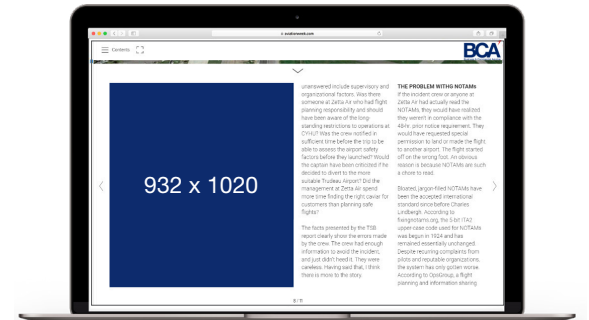 aviationweek.com
Contents
BCA
932 x 1020
unanswered include supervisory and
organizational factors. Was there
someone at Zetta Air who had flight
planning responsibility and should
have been aware of the long-
standing restrictions to operations at
CYHU? Was the crew notified in
sufficient time before the trip to be
able to assess the airport safety
factors before they launched? Would
the captain have been criticized if he
decided to divert to the more
suitable Trudeau Airport? Did the
management at Zetta Air spend
more time finding the right caviar for
customers than planning safe
flights?
The facts presented by the TSB
report clearly show the errors made
by the crew. The crew had enough
information to avoid the incident,
and just didn't heed it. They were
careless. Having said that, I think
there is more to the story.
THE PROBLEM WITHG NOTAMs
If the incident crew or anyone at
Zetta Air had actually read the
NOTAMs, they would have realized
they weren't in compliance with the
48-hr. prior notice requirement. They
would have requested special
permission to land or made the flight
to another airport. The flight started
off on the wrong foot. An obvious
reason is because NOTAMs are such
a chore to read.
Bloated, jargon-filled NOTAMs have
been the accepted international
standard since before Charles
Lindbergh. According to
fixingnotams.org, the 5-bit ITA2
upper-case code used for NOTAMs
was begun in 1924 and has
remained essentially unchanged.
Despite recurring complaints from
pilots and reputable organizations,
the system has only gotten worse.
According to OpsGroup, a flight
planning and information sharing
5 / 11